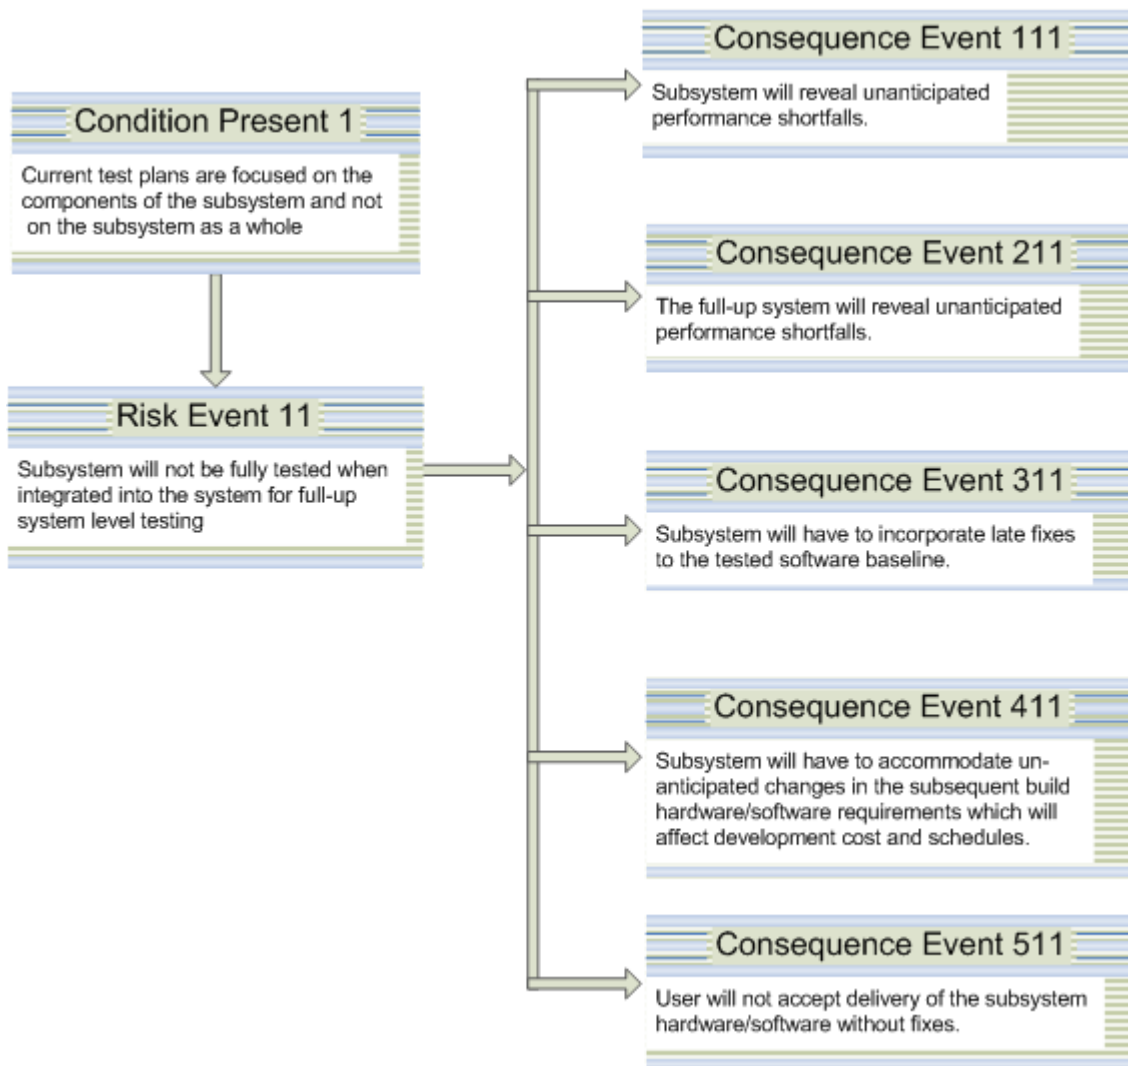 Condition Present 1
Current test plans are focused on the
components of the subsystem and not
on the subsystem as a whole
Risk Event 11
Subsystem will not be fully tested when
integrated into the system for full-up
system level testing
Consequence Event 111
Subsystem will reveal unanticipated
performance shortfalls.
Consequence Event 211
The full-up system will reveal unanticipated
performance shortfalls.
Consequence Event 311
Subsystem will have to incorporate late fixes
to the tested software baseline.
Consequence Event 411
Subsystem will have to accommodate un-
anticipated changes in the subsequent build
hardware/software requirements which will
affect development cost and schedules.
Consequence Event 511
User will not accept delivery of the subsystem
hardware/software without fixes.